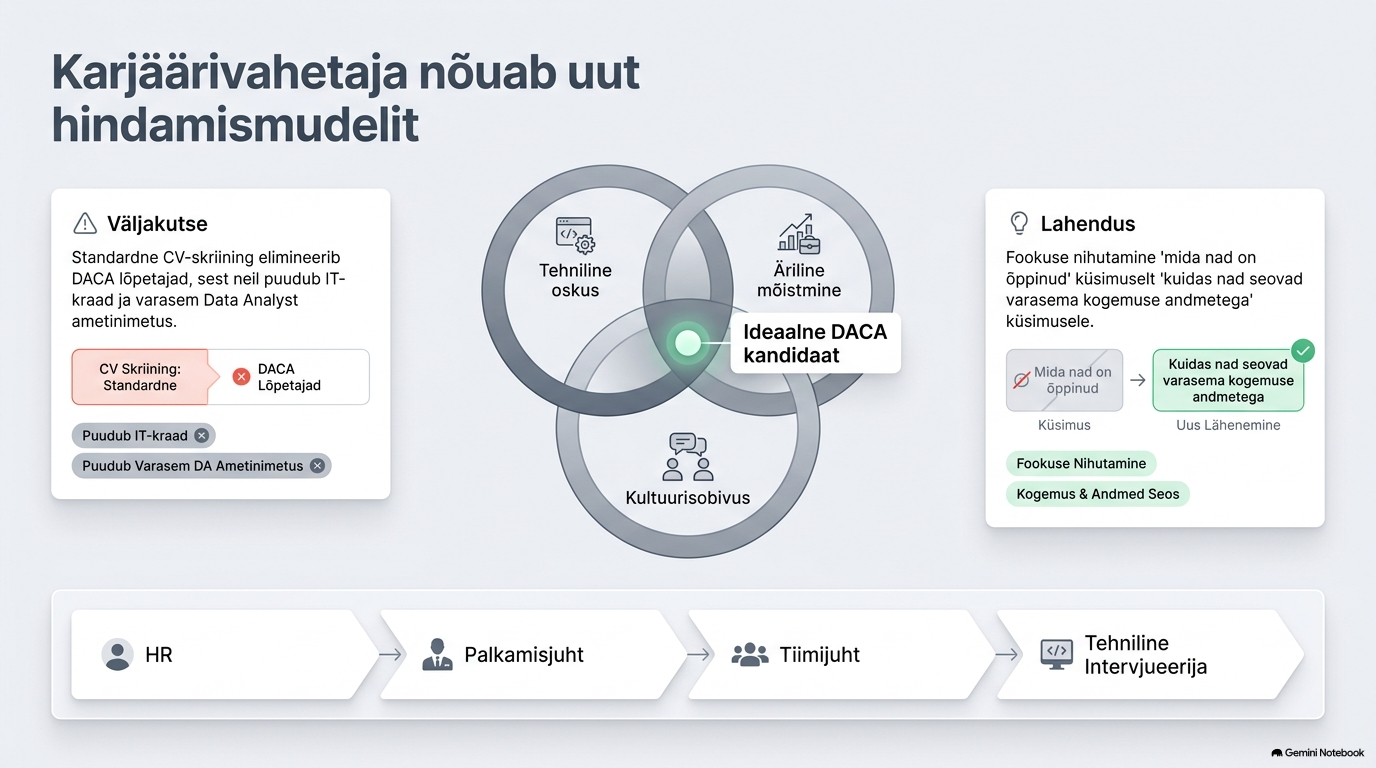 Karjäärivahetaja nõuab uut
hindamismudelit
Väljakutse
Standardne CV-skriining elimineerib
DACA lõpetajad, sest neil puudub IT-
kraad ja varasem Data Analyst
ametinimetus.
CV Skriining:
Standardne
DACA
Lõpetajad
Puudub IT-kraad
Puudub Varasem DA Ametinimetus
Tehniline
oskus
Äriline
mõistmine
Ideaalne DACA
kandidaat
Kultuurisobivus
Lahendus
Fookuse nihutamine 'mida nad on
õppinud' küsimuselt 'kuidas nad seovad
varasema kogemuse andmetega'
küsimusele.
Mida nad on
õppinud
Küsimus
Kuidas nad seovad
varasema kogemuse
andmetega
Uus Lähenemine
Fookuse Nihutamine
Kogemus & Andmed Seos
HR
Palkamisjuht
Tiimijuht
Tehniline
Intervjueerija
Gemini Notebook